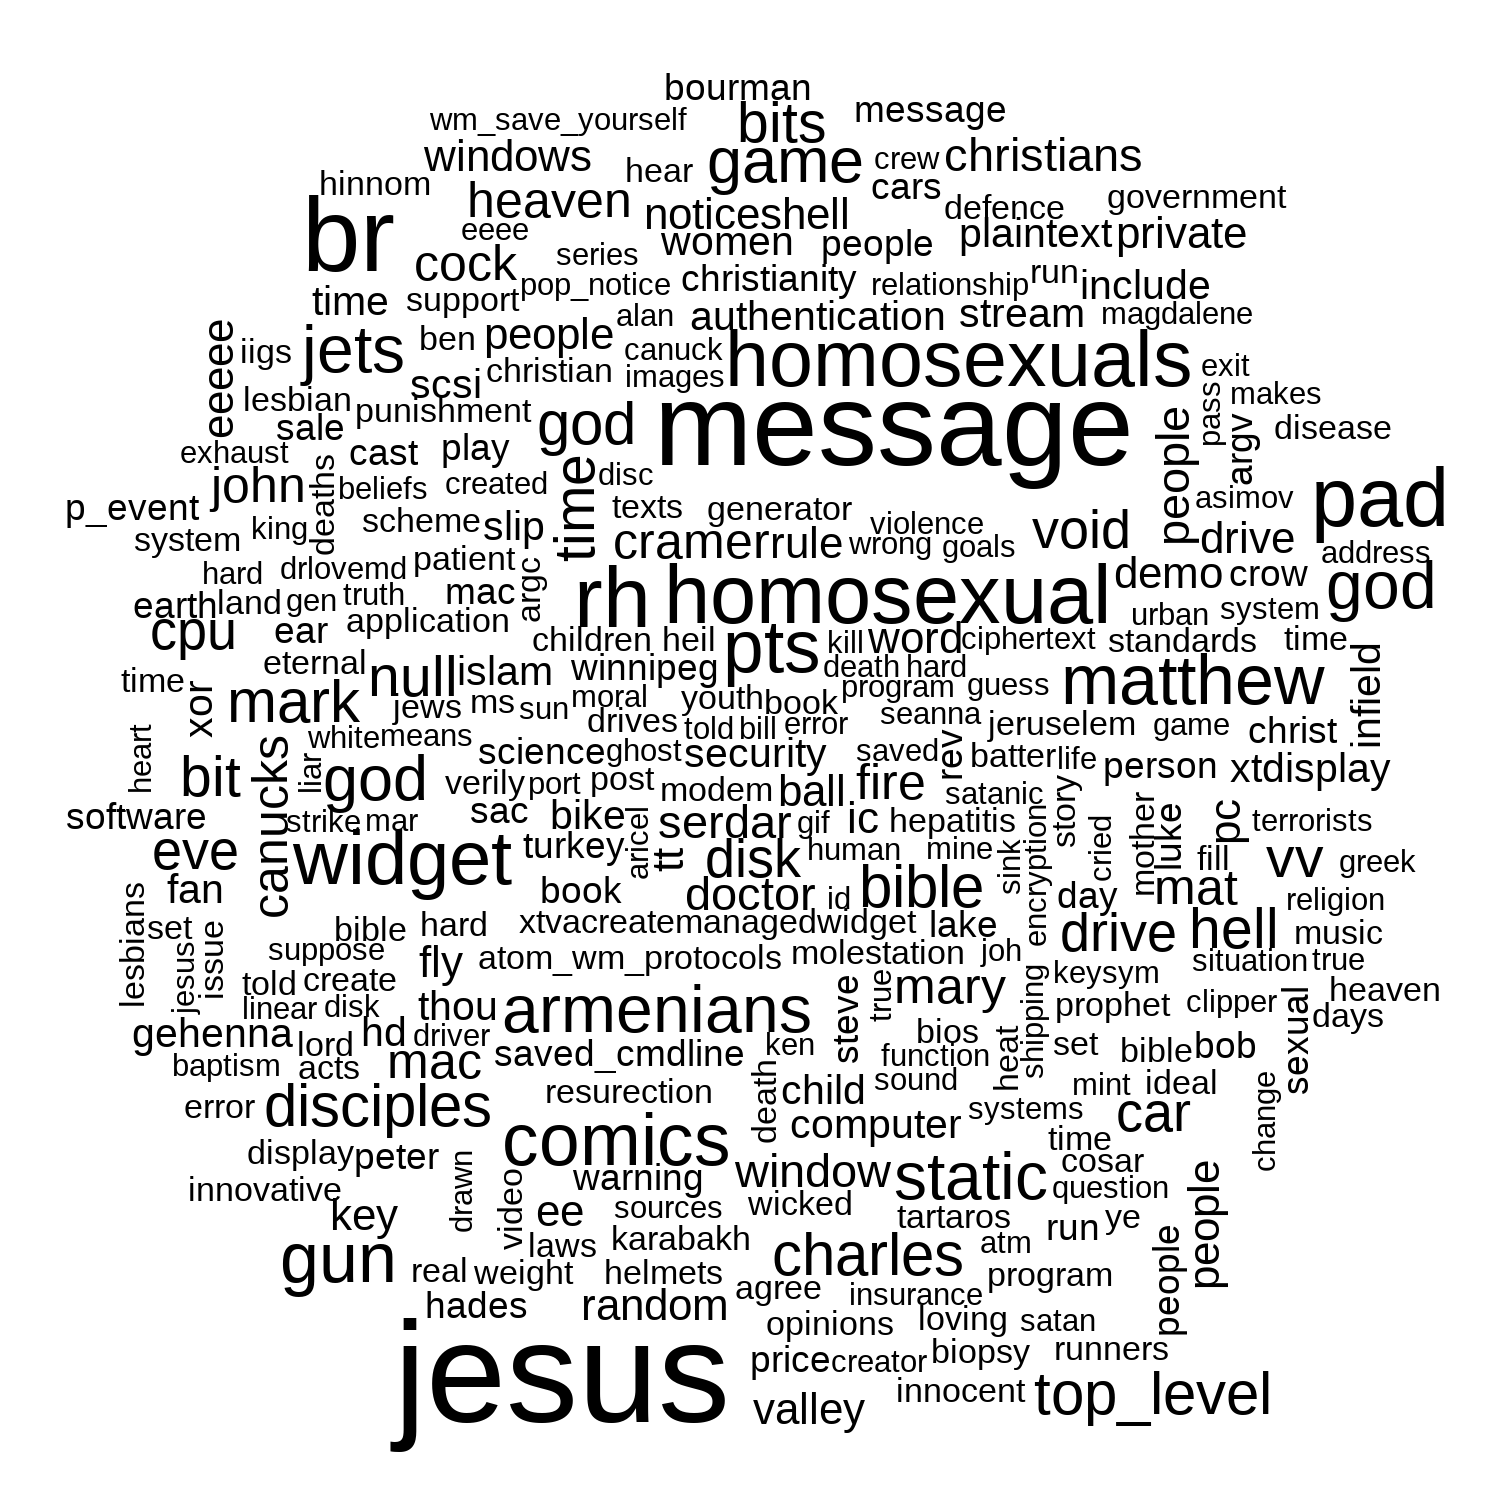 bourman
wm_save_yourself bits message
windows hear game crew christians
hinnom heaven cars government
br eeee noticeshell defence
cock series women people plaintext private
time support pop_notice christianity relationship run include
eeeee iigs jets ben people alan authentication stream magdalene
scsi christian canuck images homosexuals exit
lesbian punishment god message people pass makes
sale argv disease
exhaust cast play
john deaths beliefs created time disc pad
p_event king scheme slip texts generator violence asimov
system cramer rule wrong goals void drive address
hard drlovemd patient argc rh homosexual demo crow god
earth land gen truth mac urban system
cpu ear application children heil pts kill word ciphertext standards time
time eternal null islam winnipeg death hard matthew infield
xor mark jews ms sun moral youth book program guess
heart white means drives told bill error seanna jeruselem game christ
canucks liar science ghost security saved rev batter life person xtdisplay
bit god verily port post modem ball fire satanic story
software strike mar sac bike aricel serdar gif ic hepatitis encryption cried mother luke pc terrorists
eve widget turkey tt disk human mine sink fill vv greek
fan book doctor id bible day mat religion
lesbians set bible hard xtvacreatemanagedwidget lake drive hell music
jesus issue suppose fly atom_wm_protocols molestation joh situation true
told create steve true mary shipping keysym heaven
linear disk thou armenians prophet clipper sexual days
gehenna lord hd driver bios heat
baptism acts mac saved_cmdline ken function set bible bob
error disciples resurection death child sound mint ideal change
comics computer systems car
display peter drawn video warning window static time cosar
innovative sources wicked question people
key ee tartaros run ye
gun laws karabakh charles atm people
real weight helmets agree program
hades random insurance
jesus opinions loving satan
price creator biopsy runners
valley innocent top_level